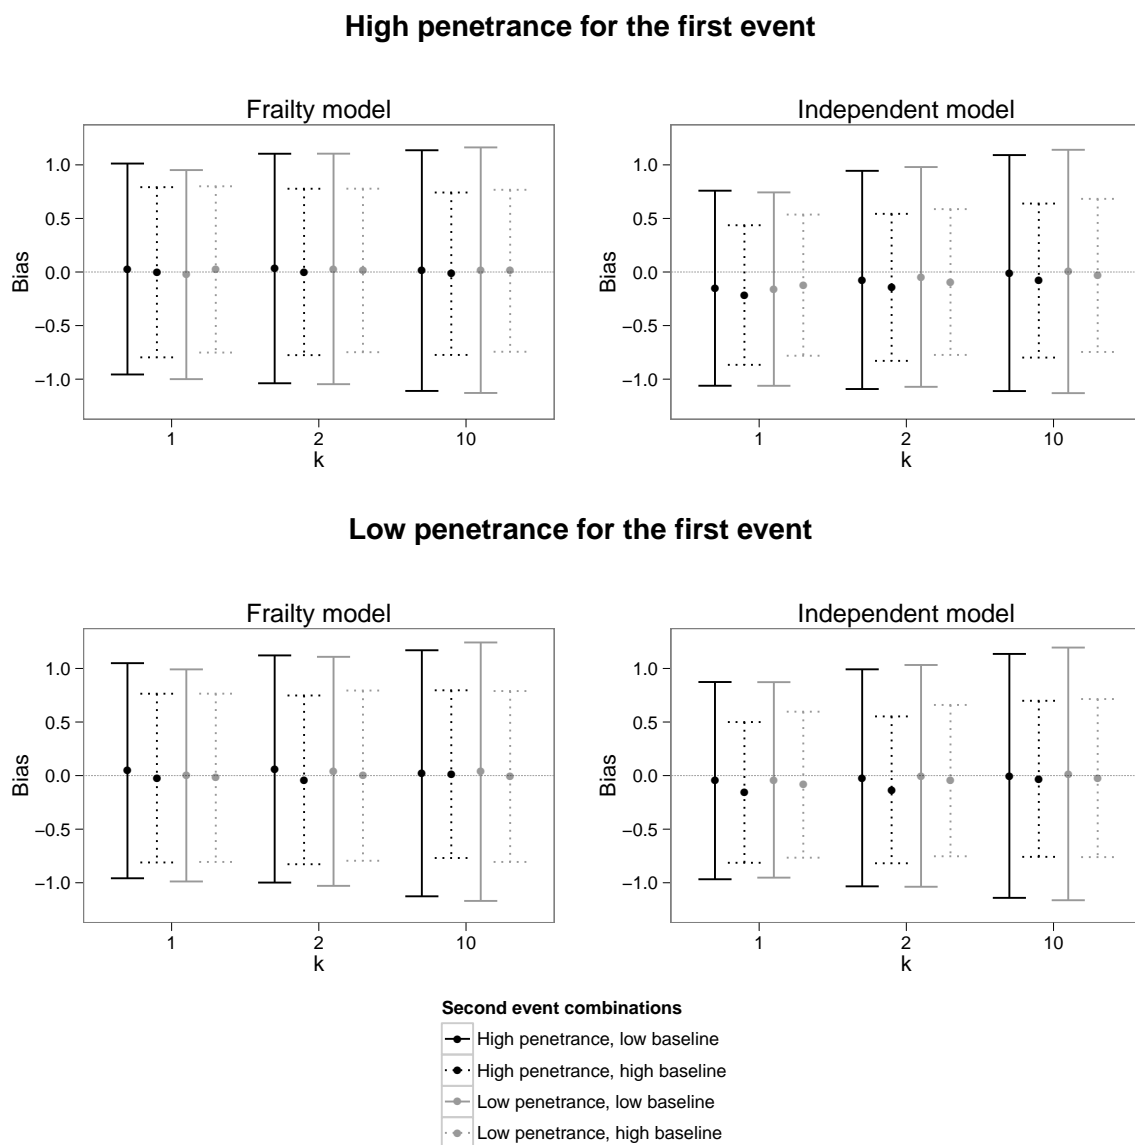 High penetrance for the first event
Frailty model
Independent model
Bias
1.0
0.5
0.0
−0.5
−1.0
1
2
10
k
Bias
1.0
0.5
0.0
−0.5
−1.0
1
2
10
k
Low penetrance for the first event
Frailty model
Independent model
Bias
1.0
0.5
0.0
−0.5
−1.0
1
2
10
k
Bias
1.0
0.5
0.0
−0.5
−1.0
1
2
10
k
Second event combinations
High penetrance, low baseline
High penetrance, high baseline
Low penetrance, low baseline
Low penetrance, high baseline